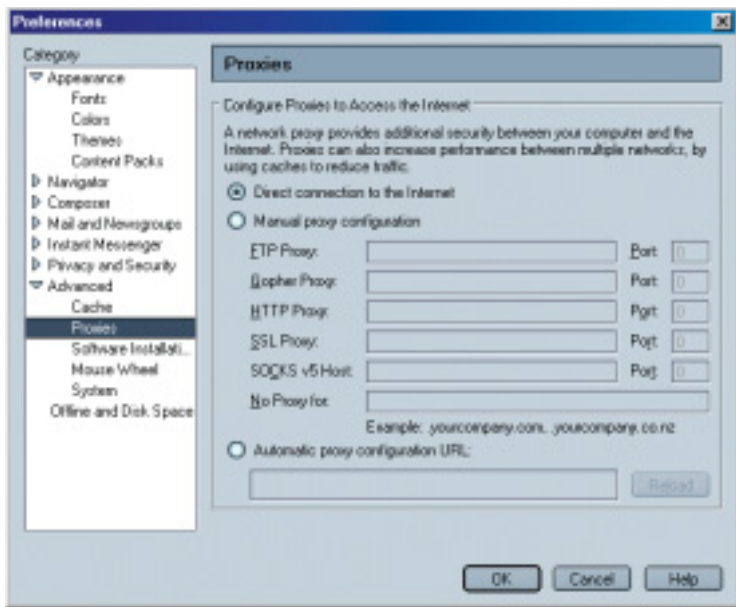 Preferences
Category
Appearance
Fonts
Colors
Themes
Content Packs
Navigator
Composer
Mail and Newsgroups
Instant Messenger
Privacy and Security
Advanced
Cache
Proxies
Software Installati...
Mouse Wheel
System
Offline and Disk Space
Proxies
Configure Proxies to Access the Internet
A network proxy provides additional security between your computer and the
Internet. Proxies can also increase performance between multiple networks, by
using caches to reduce traffic.
Direct connection to the Internet
Manual proxy configuration
FTP Proxy: Port: 0
Gopher Proxy: Port: 0
HTTP Proxy: Port: 0
SSL Proxy: Port: 0
SOCKS v5 Host: Port: 0
No Proxy for:
Example: .yourcompany.com, .yourcompany.co.nz
Automatic proxy configuration URL:
Reload
OK Cancel Help